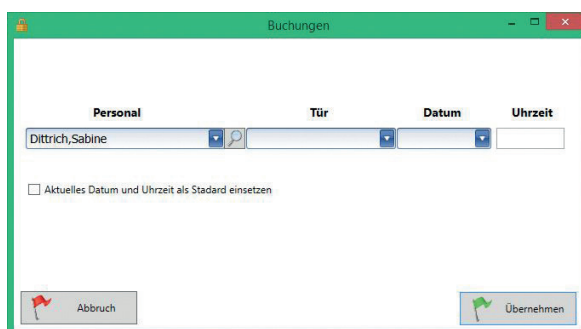 Buchungen
Personal Tür Datum Uhrzeit
Dittrich,Sabine
Aktuelles Datum und Uhrzeit als Stadard einsetzen
Abbruch Übernehmen